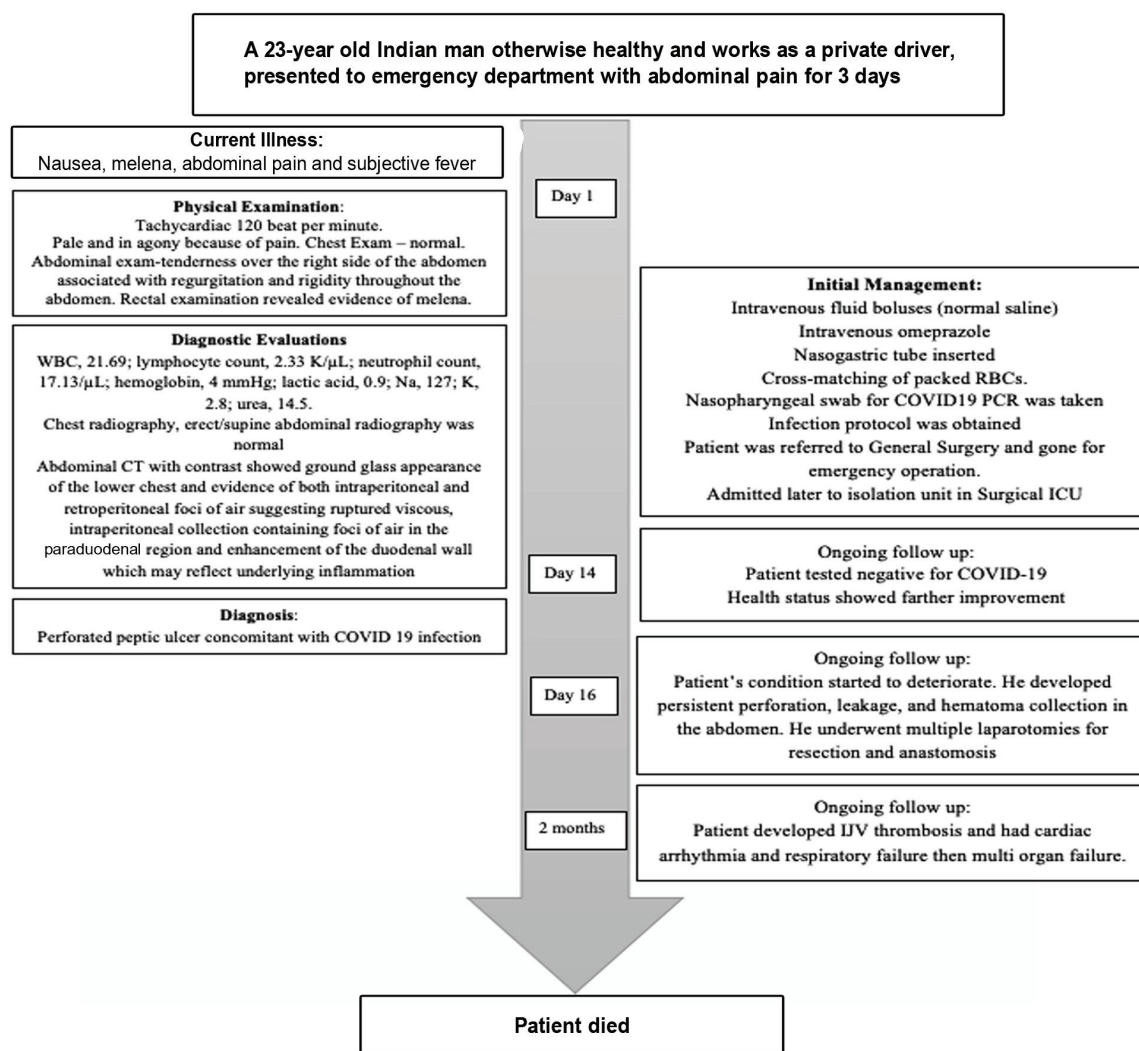 A 23-year old Indian man otherwise healthy and works as a private driver,
presented to emergency department with abdominal pain for 3 days
Current Illness:
Nausea, melena, abdominal pain and subjective fever
Day 1
Physical Examination:
Tachycardiac 120 beat per minute.
Pale and in agony because of pain. Chest Exam – normal.
Abdominal exam-tenderness over the right side of the abdomen
associated with regurgitation and rigidity throughout the
abdomen. Rectal examination revealed evidence of melena.
Initial Management:
Intravenous fluid boluses (normal saline)
Intravenous omeprazole
Nasogastric tube inserted
Cross-matching of packed RBCs.
Nasopharyngeal swab for COVID19 PCR was taken
Infection protocol was obtained
Patient was referred to General Surgery and gone for
emergency operation.
Admitted later to isolation unit in Surgical ICU
Diagnostic Evaluations
WBC, 21.69; lymphocyte count, 2.33 K/μL; neutrophil count,
17.13/μL; hemoglobin, 4 mmHg; lactic acid, 0.9; Na, 127; K,
2.8; urea, 14.5.
Chest radiography, erect/supine abdominal radiography was
normal
Abdominal CT with contrast showed ground glass appearance
of the lower chest and evidence of both intraperitoneal and
retroperitoneal foci of air suggesting ruptured viscous,
intraperitoneal collection containing foci of air in the
paraduodenal region and enhancement of the duodenal wall
which may reflect underlying inflammation
Day 14
Ongoing follow up:
Patient tested negative for COVID-19
Health status showed farther improvement
Diagnosis:
Perforated peptic ulcer concomitant with COVID 19 infection
Day 16
Ongoing follow up:
Patient's condition started to deteriorate. He developed
persistent perforation, leakage, and hematoma collection in
the abdomen. He underwent multiple laparotomies for
resection and anastomosis
2 months
Ongoing follow up:
Patient developed IJV thrombosis and had cardiac
arrhythmia and respiratory failure then multi organ failure.
Patient died